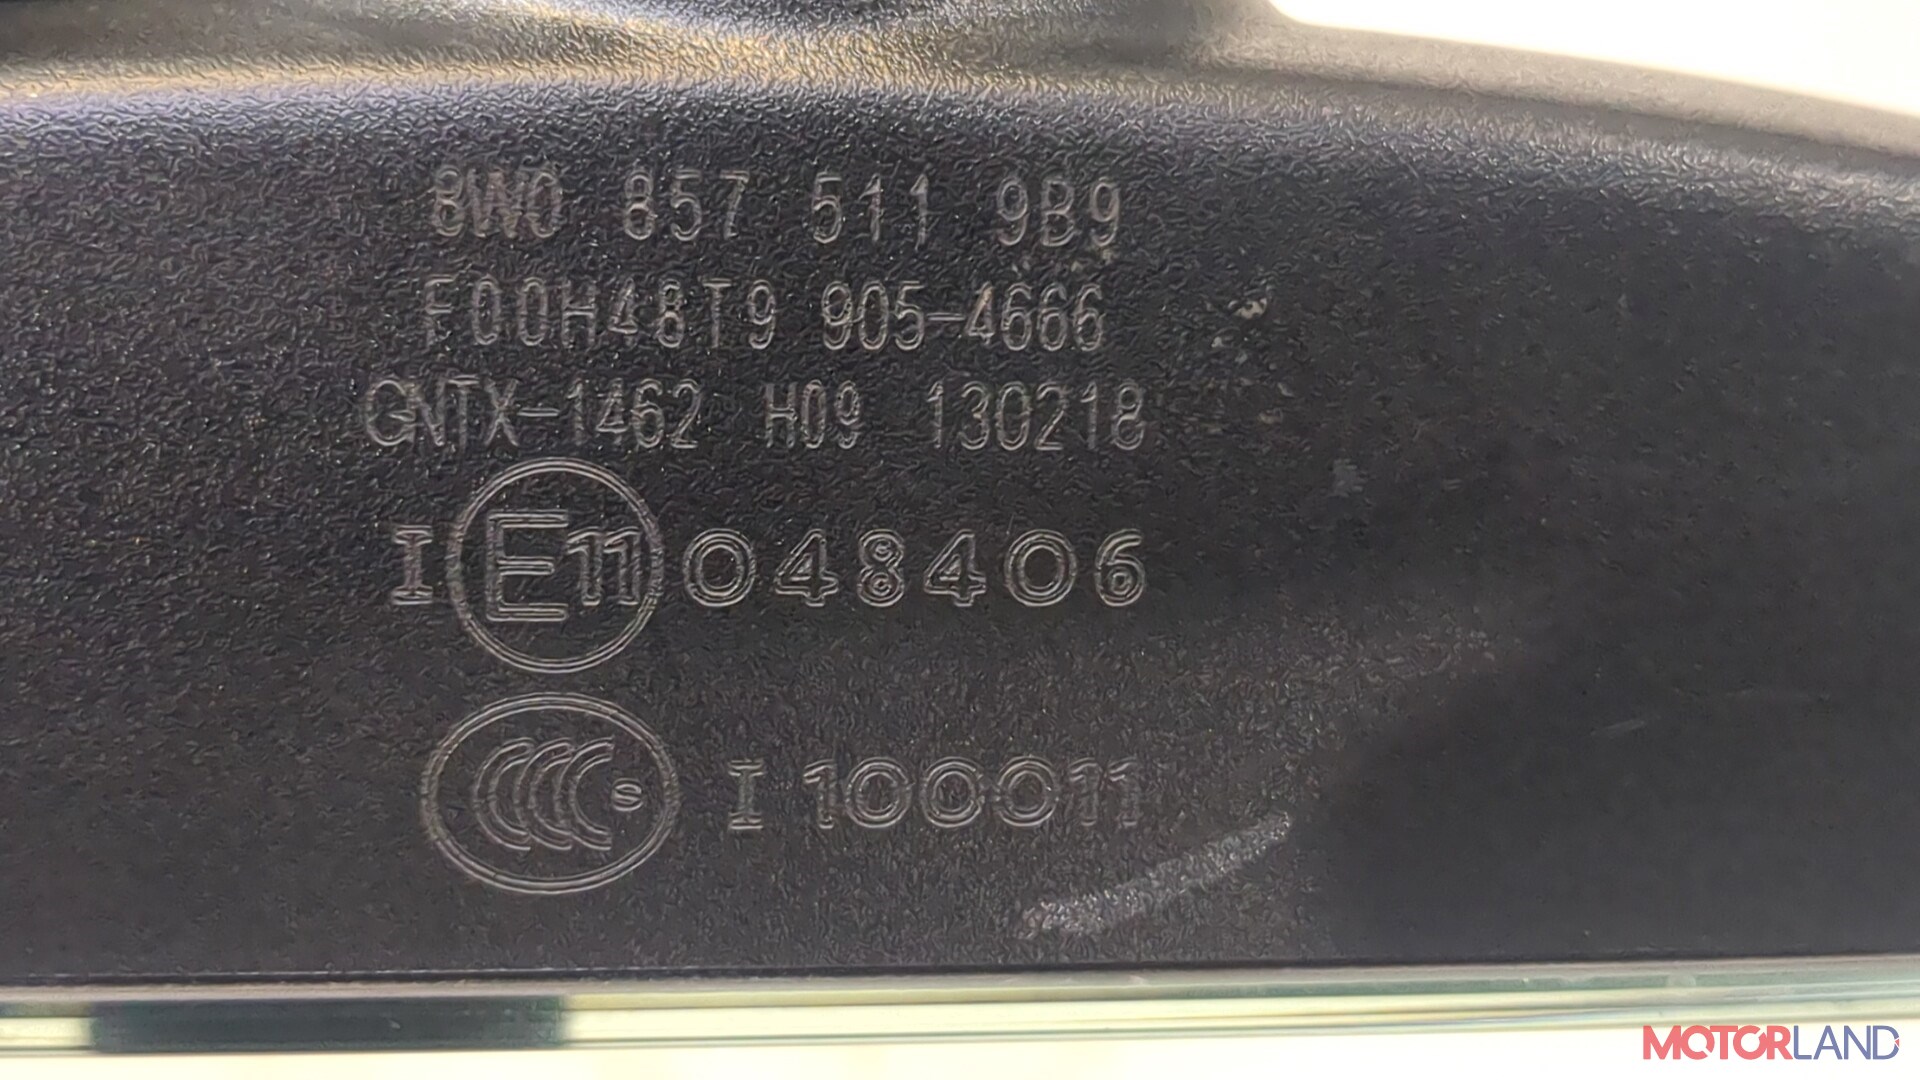 8W0 857 511 9B9
F00H48T9 905-4666
GNTX-1462 H09 130218
I E11 048406
CCC S I 100011
MOTORLAND